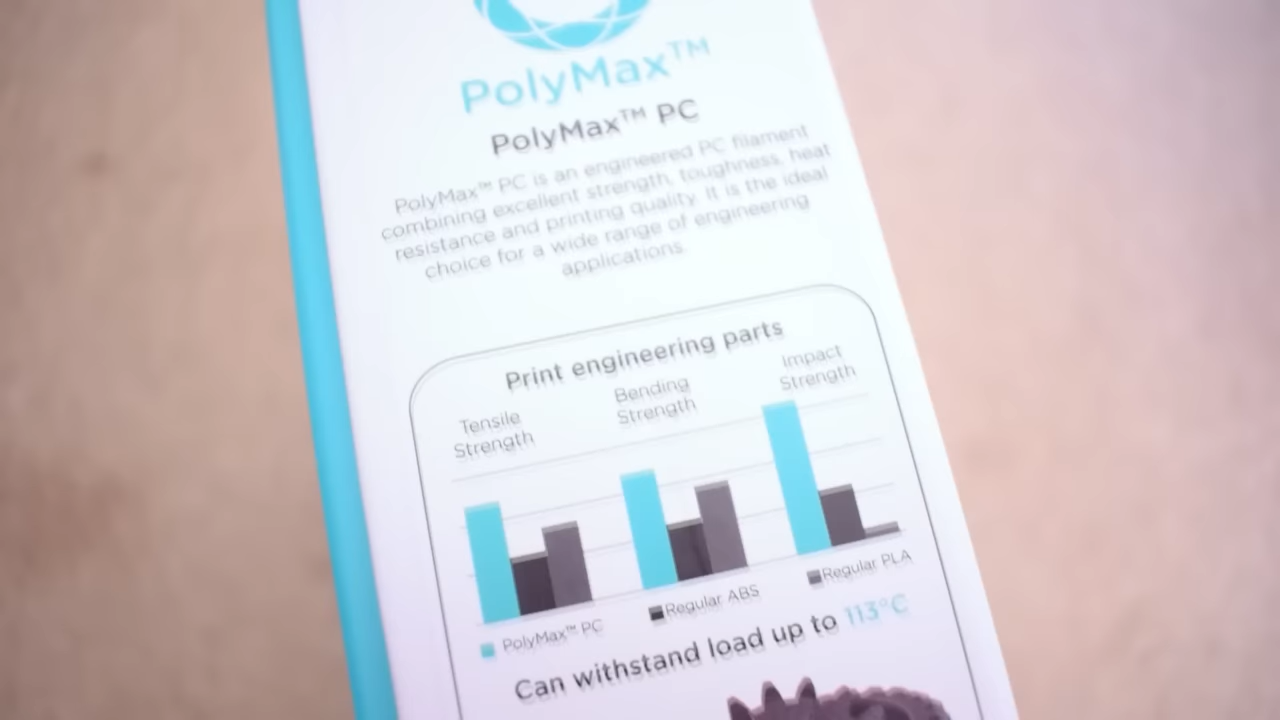 PolyMax™
PolyMax™ PC
PolyMax™ PC is an engineered PC filament
combining excellent strength, toughness, heat
resistance and printing quality. It is the ideal
choice for a wide range of engineering
applications.
Print engineering parts
Tensile
Strength
Bending
Strength
Impact
Strength
PolyMax™ PC
Regular ABS
Regular PLA
Can withstand load up to 113°C